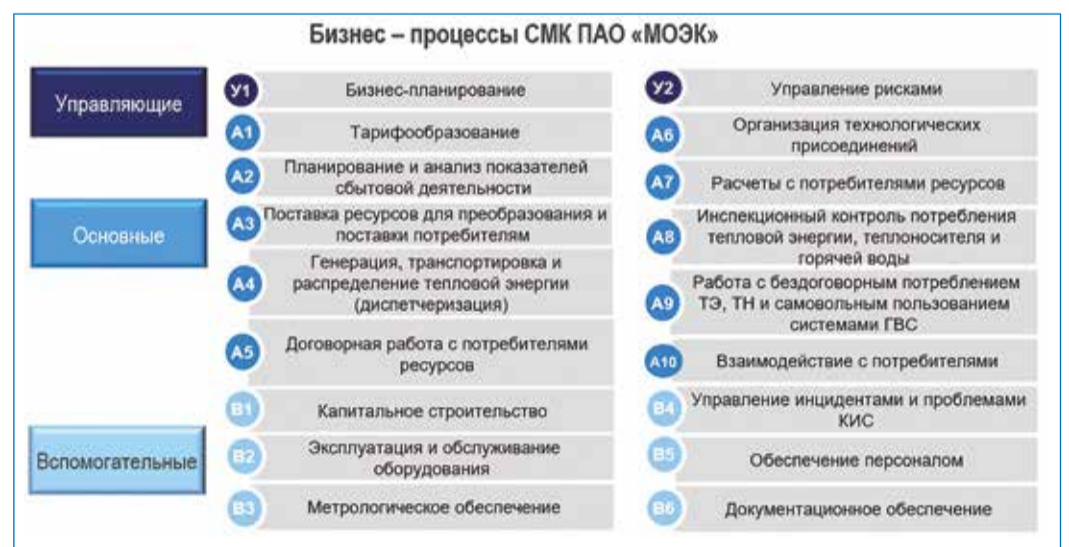 Бизнес – процессы СМК ПАО «МОЭК»
Управляющие
У1
Бизнес-планирование
У2
Управление рисками
Основные
А1
Тарифообразование
А2
Планирование и анализ показателей
сбытовой деятельности
А3
Поставка ресурсов для преобразования и
поставки потребителям
А4
Генерация, транспортировка и
распределение тепловой энергии
(диспетчеризация)
А5
Договорная работа с потребителями
ресурсов
А6
Организация технологических
присоединений
А7
Расчеты с потребителями ресурсов
А8
Инспекционный контроль потребления
тепловой энергии, теплоносителя и
горячей воды
А9
Работа с бездоговорным потреблением
ТЭ, ТН и самовольным пользованием
системами ГВС
А10
Взаимодействие с потребителями
Вспомогательные
В1
Капитальное строительство
В2
Эксплуатация и обслуживание
оборудования
В3
Метрологическое обеспечение
В4
Управление инцидентами и проблемами
КИС
В5
Обеспечение персоналом
В6
Документационное обеспечение